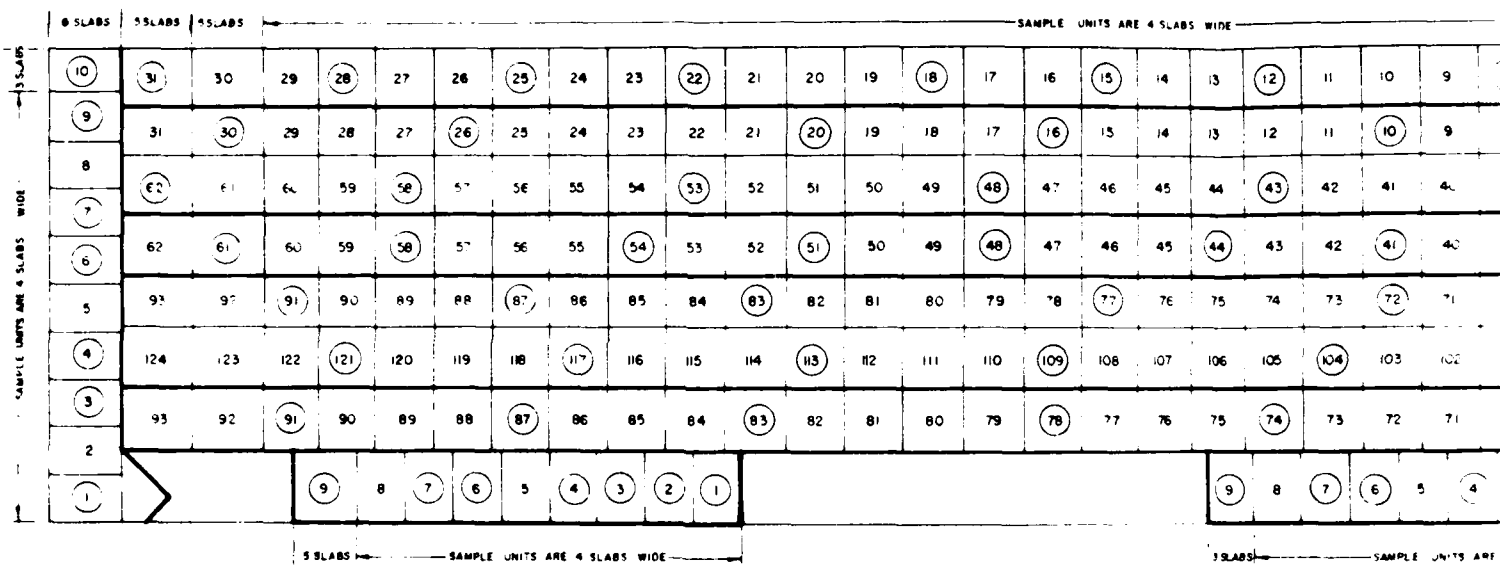 6 SLABS 5 SLABS 5 SLABS SAMPLE UNITS ARE 4 SLABS WIDE
3 SLABS
SAMPLE UNITS ARE 4 SLABS WIDE
10 31 30 29 28 27 26 25 24 23 22 21 20 19 18 17 16 15 14 13 12 11 10 9
9 31 30 29 28 27 26 25 24 23 22 21 20 19 18 17 16 15 14 13 12 11 10 9
8 62 61 60 59 58 57 56 55 54 53 52 51 50 49 48 47 46 45 44 43 42 41 40
7
6 62 61 60 59 58 57 56 55 54 53 52 51 50 49 48 47 46 45 44 43 42 41 40
5 93 92 91 90 89 88 87 86 85 84 83 82 81 80 79 78 77 76 75 74 73 72 71
4 124 123 122 121 120 119 118 117 116 115 114 113 112 111 110 109 108 107 106 105 104 103 102
3 93 92 91 90 89 88 87 86 85 84 83 82 81 80 79 78 77 76 75 74 73 72 71
2
1 9 8 7 6 5 4 3 2 1 9 8 7 6 5 4
5 SLABS SAMPLE UNITS ARE 4 SLABS WIDE 3 SLABS SAMPLE UNITS ARE